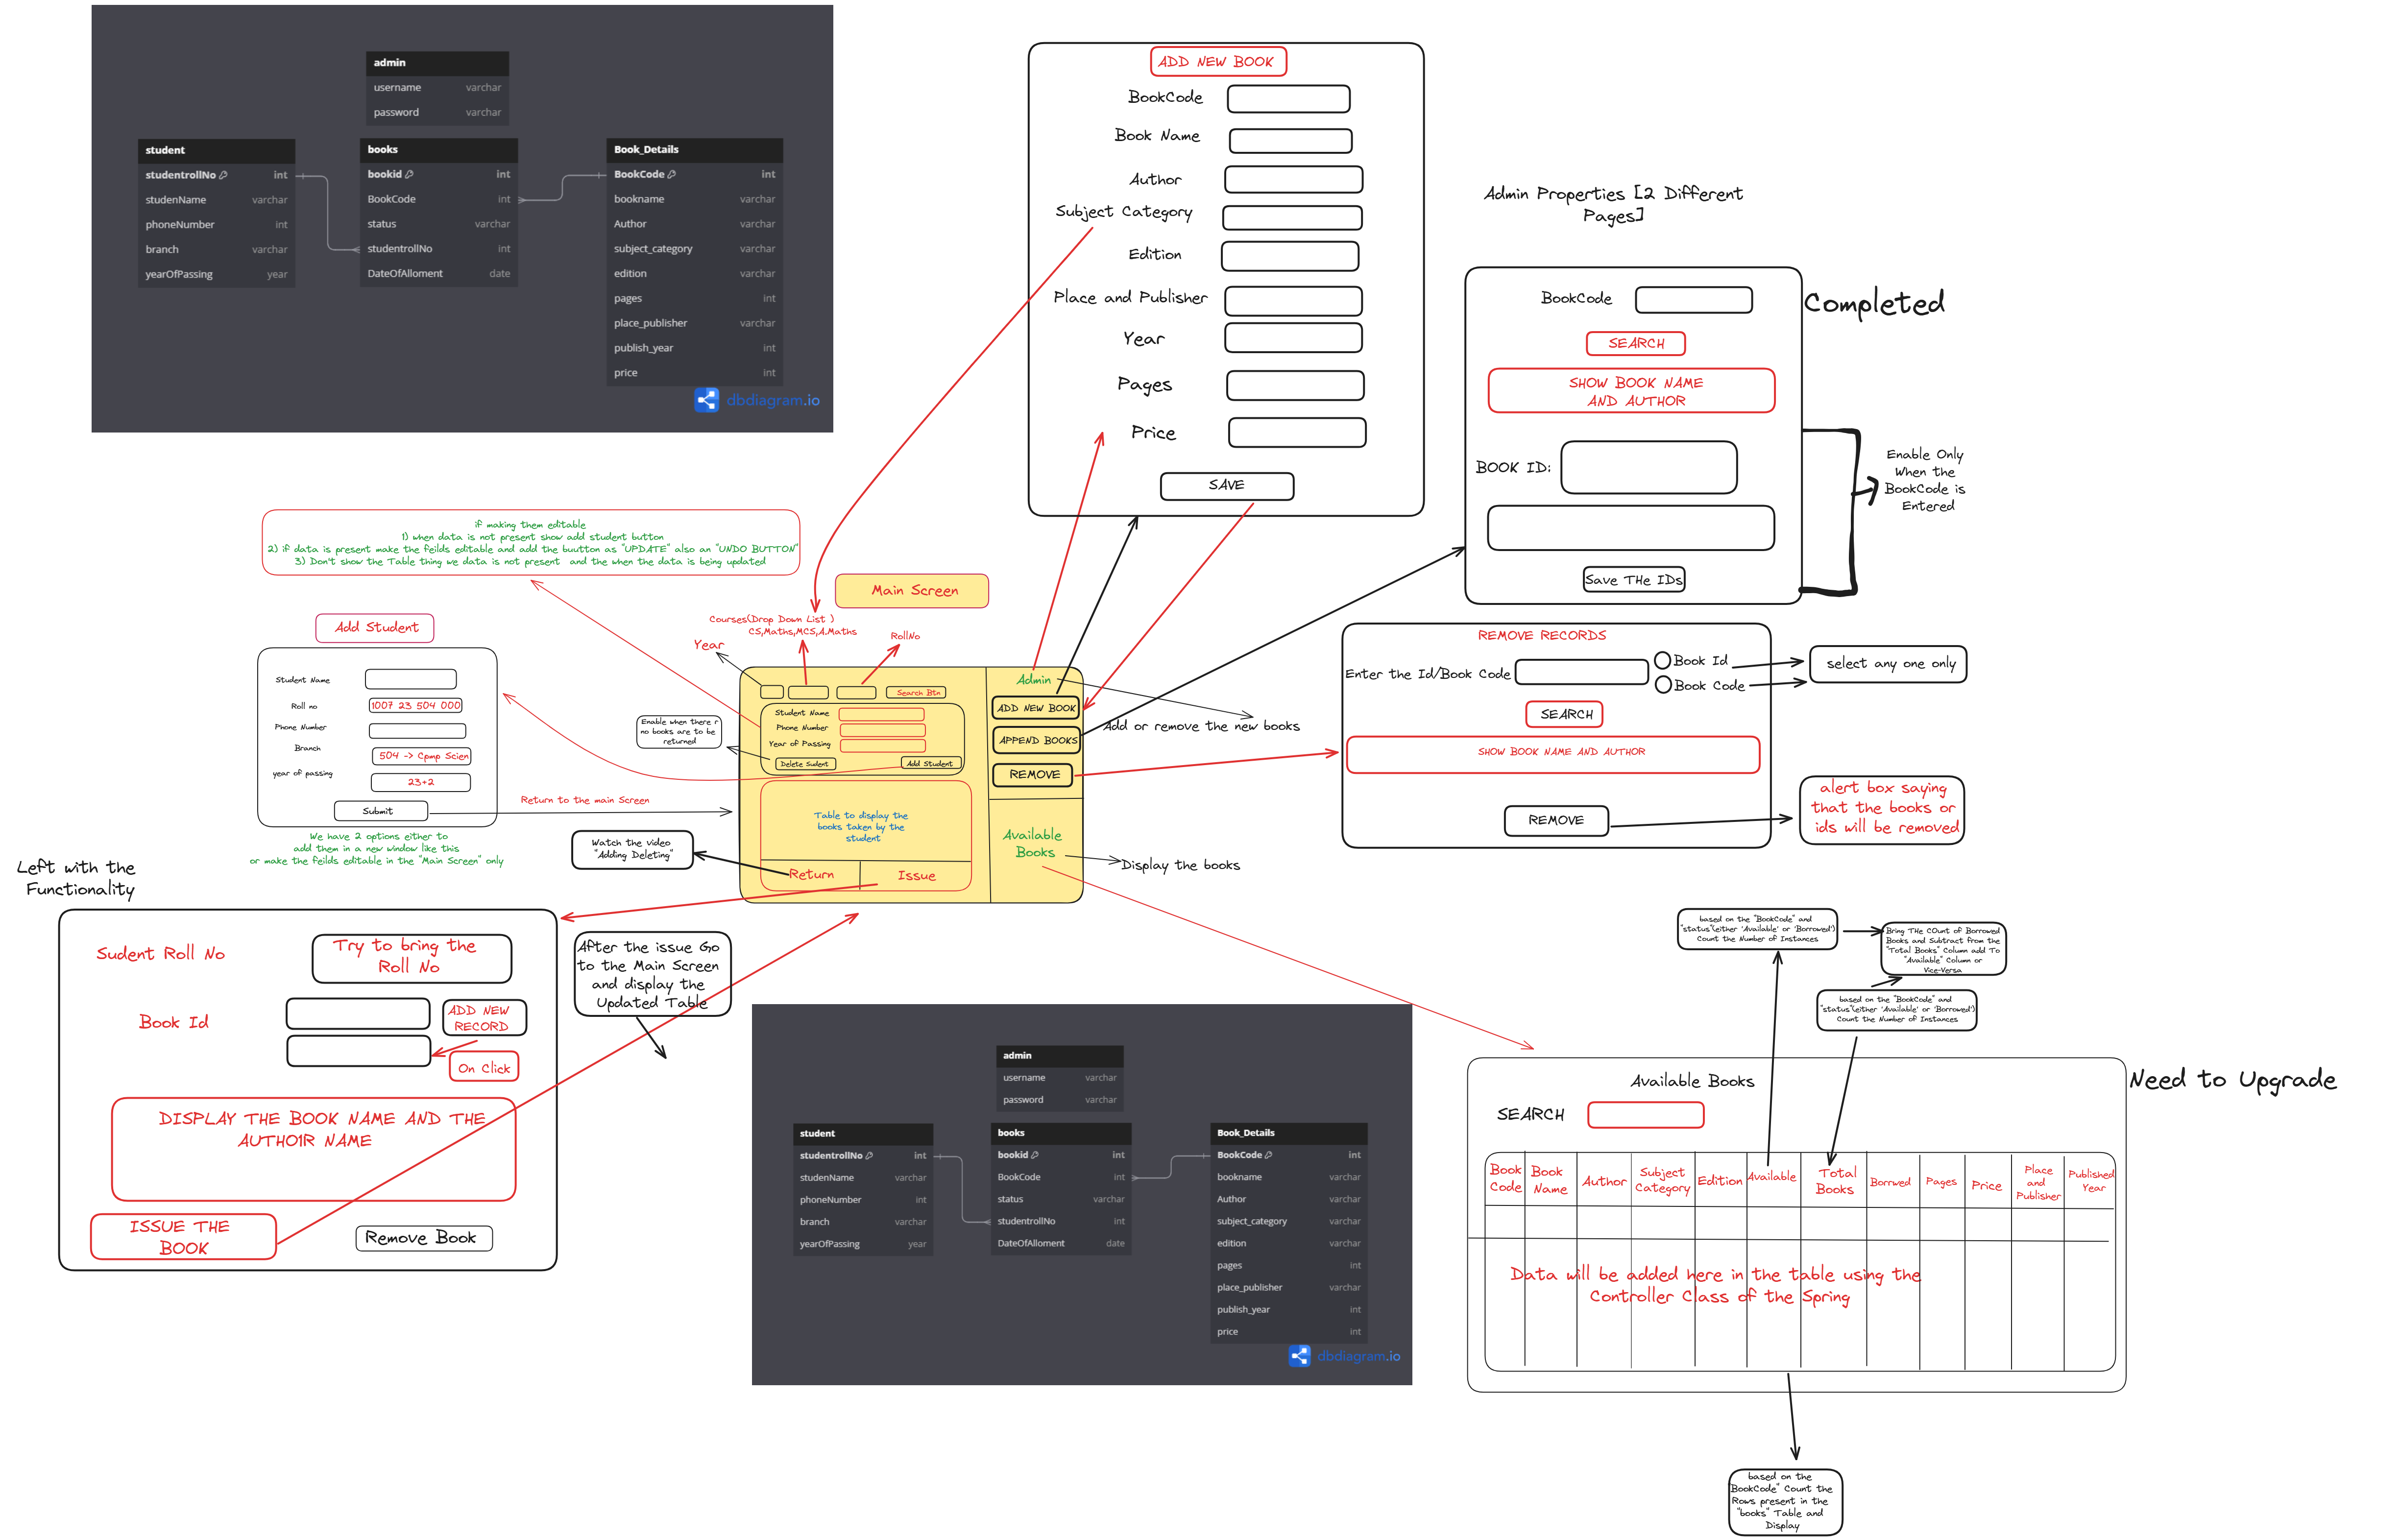 admin
username varchar
password varchar
student
studentrollNo int
studenName varchar
phoneNumber int
branch varchar
yearOfPassing year
books
bookid int
BookCode int
status varchar
studentrollNo int
DateOfAlloment date
Book_Details
BookCode int
bookname varchar
Author varchar
subject_category varchar
edition varchar
pages int
place_publisher varchar
publish_year int
price int
dbdiagram.io
ADD NEW BOOK
BookCode
Book Name
Author
Subject Category
Edition
Place and Publisher
Year
Pages
Price
SAVE
Admin Properties [2 Different
Pages]
BookCode
SEARCH
SHOW BOOK NAME
AND AUTHOR
BOOK ID:
Save THe IDs
Completed
Enable Only
When the
BookCode is
Entered
if making them editable
1) when data is not present show add student button
2) if data is present make the feilds editable and add the buutton as "UPDATE" also an "UNDO BUTTON"
3) Don't show the Table thing we data is not present and the when the data is being updated
Main Screen
Courses(Drop Down List )
CS,Maths,MCS,A.Maths
Year
RollNo
Add Student
Student Name
Roll no
1007 23 504 000
Phone Number
Branch
504 -> Cpmp Scien
year of passing
23+2
Submit
Return to the main Screen
We have 2 options either to
add them in a new window like this
or make the feilds editable in the "Main Screen" only
Search Btn
Student Name
Phone Number
Year of Passing
Delete Sudent
Add Student
Enable when there r
no books are to be
returned
Table to display the
books taken by the
student
Return
Issue
Watch the video
"Adding Deleting"
Admin
ADD NEW BOOK
APPEND BOOKS
REMOVE
Available
Books
Add or remove the new books
Display the books
REMOVE RECORDS
Enter the Id/Book Code
Book Id
Book Code
select any one only
SEARCH
SHOW BOOK NAME AND AUTHOR
REMOVE
alert box saying
that the books or
ids will be removed
Left with the
Functionality
Sudent Roll No
Try to bring the
Roll No
Book Id
ADD NEW
RECORD
On Click
DISPLAY THE BOOK NAME AND THE
AUTHO1R NAME
ISSUE THE
BOOK
Remove Book
After the issue Go
to the Main Screen
and display the
Updated Table
admin
username varchar
password varchar
student
studentrollNo int
studenName varchar
phoneNumber int
branch varchar
yearOfPassing year
books
bookid int
BookCode int
status varchar
studentrollNo int
DateOfAlloment date
Book_Details
BookCode int
bookname varchar
Author varchar
subject_category varchar
edition varchar
pages int
place_publisher varchar
publish_year int
price int
dbdiagram.io
based on the "BookCode" and
"status"(either 'Available' or 'Borrowed')
Count the Number of Instances
Bring THe COunt of Borrowed
Books and Subtract from the
"Total Books" Column add To
"Available" Column or
Vice-Versa
based on the "BookCode" and
"status"(either 'Available' or 'Borrowed')
Count the Number of Instances
Need to Upgrade
Available Books
SEARCH
Book
Code
Book
Name
Author
Subject
Category
Edition
Available
Total
Books
Borrwed
Pages
Price
Place
and
Publisher
Published
Year
Data will be added here in the table using the
Controller Class of the Spring
based on the
"BookCode" Count the
Rows present in the
"books" Table and
Display